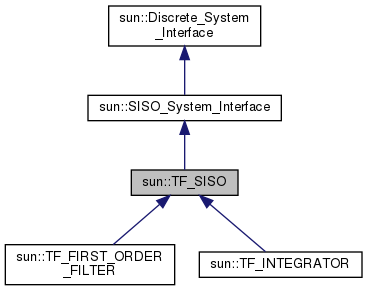 sun::Discrete_System
_Interface
sun::SISO_System_Interface
sun::TF_SISO
sun::TF_FIRST_ORDER
_FILTER
sun::TF_INTEGRATOR